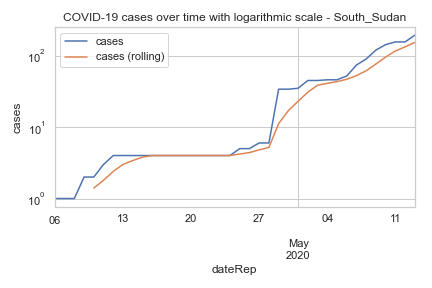 COVID-19 cases over time with logarithmic scale - South_Sudan
cases
cases (rolling)
10²
10¹
10⁰
cases
06 13 20 27 04 11
May
2020
dateRep